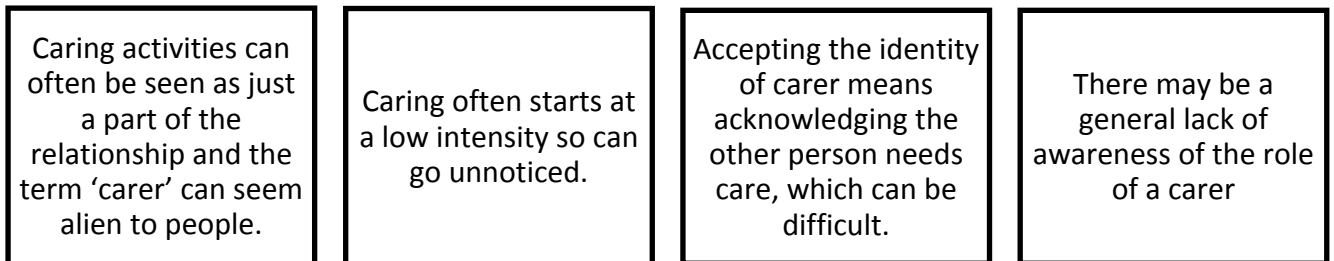 Caring activities can
often be seen as just
a part of the
relationship and the
term ‘carer’ can seem
alien to people.
Caring often starts at
a low intensity so can
go unnoticed.
Accepting the identity
of carer means
acknowledging the
other person needs
care, which can be
difficult.
There may be a
general lack of
awareness of the role
of a carer